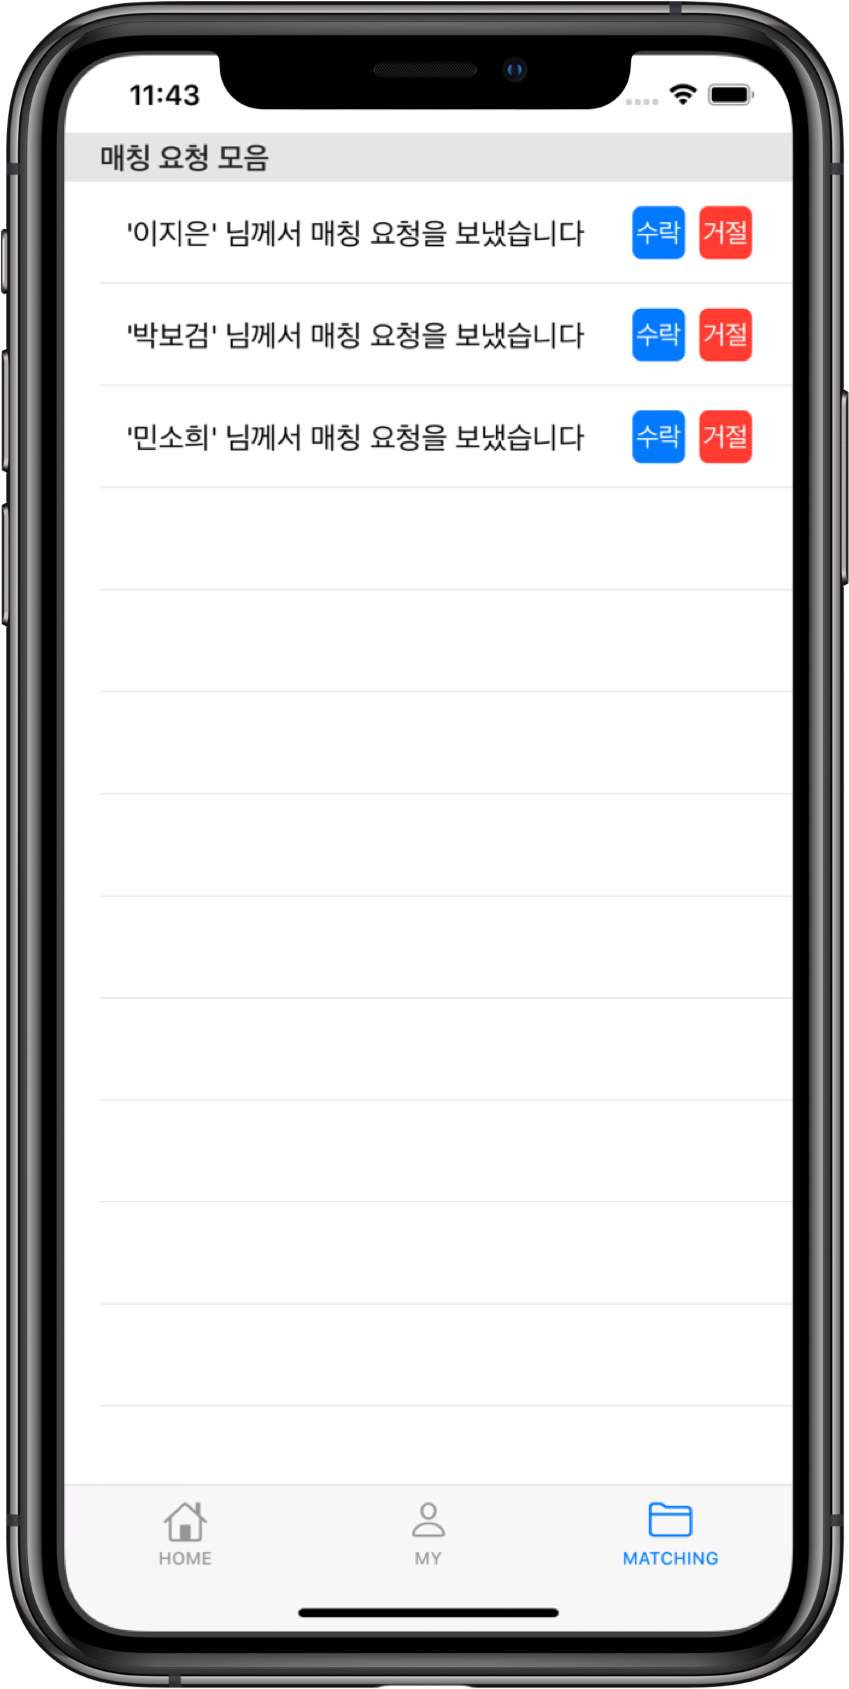 11:43
매칭 요청 모음
'이지은' 님께서 매칭 요청을 보냈습니다 수락 거절
'박보검' 님께서 매칭 요청을 보냈습니다 수락 거절
'민소희' 님께서 매칭 요청을 보냈습니다 수락 거절
HOME MY MATCHING